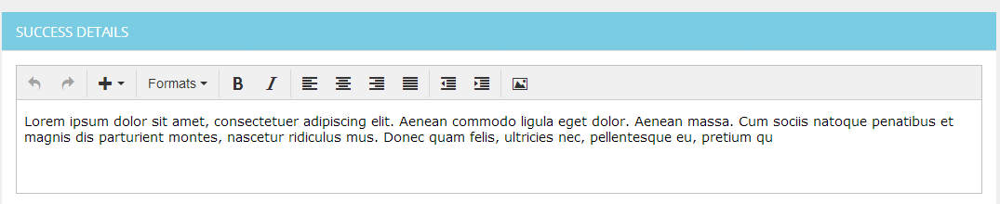 SUCCESS DETAILS
Formats B I
Lorem ipsum dolor sit amet, consectetuer adipiscing elit. Aenean commodo ligula eget dolor. Aenean massa. Cum sociis natoque penatibus et
magnis dis parturient montes, nascetur ridiculus mus. Donec quam felis, ultricies nec, pellentesque eu, pretium qu